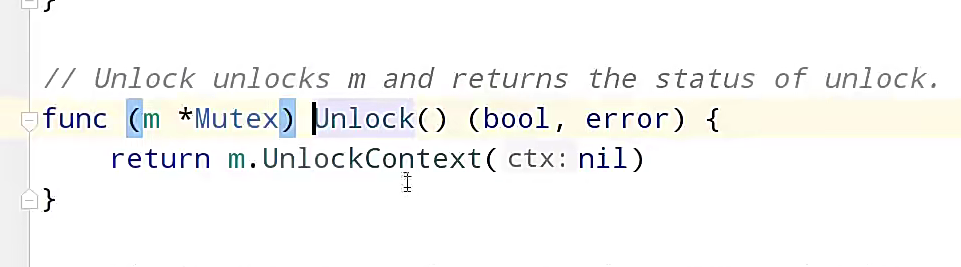 }
// Unlock unlocks m and returns the status of unlock.
func (m *Mutex) Unlock() (bool, error) {
return m.UnlockContext( ctx: nil)
}